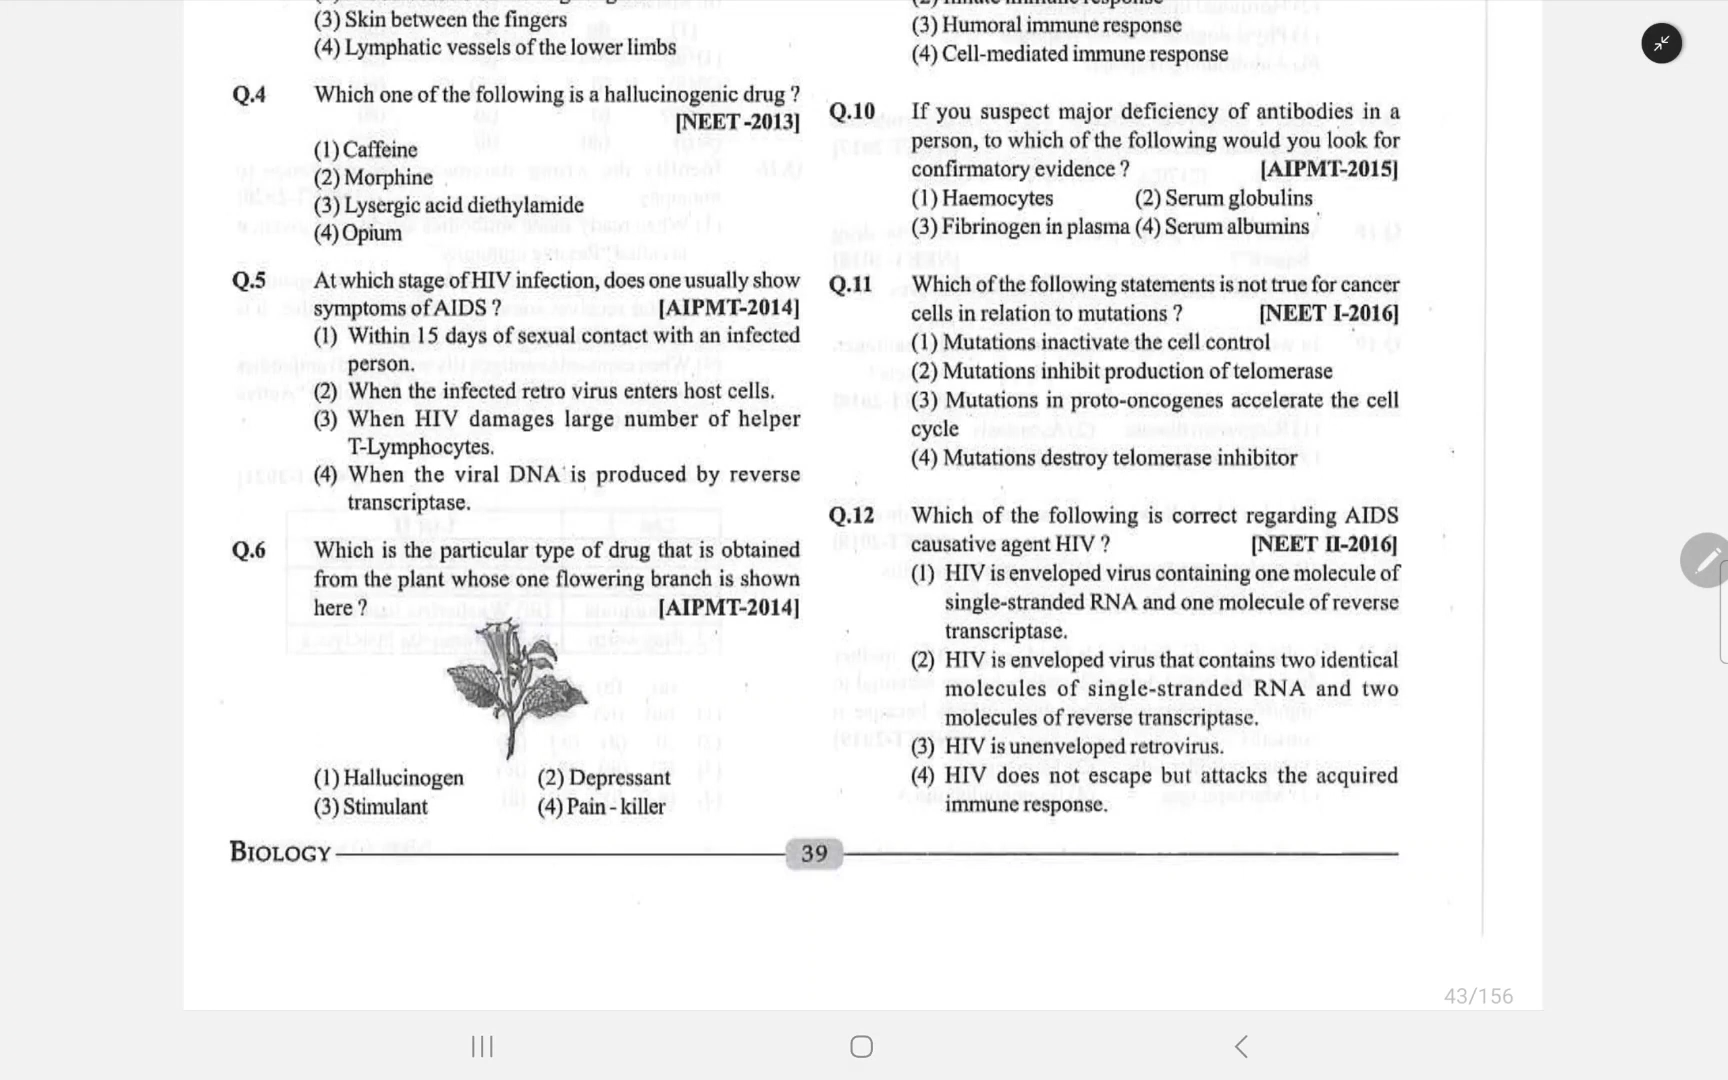 (3) Skin between the fingers
(4) Lymphatic vessels of the lower limbs
Q.4 Which one of the following is a hallucinogenic drug ?
[NEET -2013]
(1) Caffeine
(2) Morphine
(3) Lysergic acid diethylamide
(4) Opium
Q.5 At which stage of HIV infection, does one usually show
symptoms of AIDS ? [AIPMT-2014]
(1) Within 15 days of sexual contact with an infected
person.
(2) When the infected retro virus enters host cells.
(3) When HIV damages large number of helper
T-Lymphocytes.
(4) When the viral DNA is produced by reverse
transcriptase.
Q.6 Which is the particular type of drug that is obtained
from the plant whose one flowering branch is shown
here ? [AIPMT-2014]
(1) Hallucinogen (2) Depressant
(3) Stimulant (4) Pain - killer
(3) Humoral immune response
(4) Cell-mediated immune response
Q.10 If you suspect major deficiency of antibodies in a
person, to which of the following would you look for
confirmatory evidence ? [AIPMT-2015]
(1) Haemocytes (2) Serum globulins
(3) Fibrinogen in plasma (4) Serum albumins
Q.11 Which of the following statements is not true for cancer
cells in relation to mutations ? [NEET I-2016]
(1) Mutations inactivate the cell control
(2) Mutations inhibit production of telomerase
(3) Mutations in proto-oncogenes accelerate the cell
cycle
(4) Mutations destroy telomerase inhibitor
Q.12 Which of the following is correct regarding AIDS
causative agent HIV ? [NEET II-2016]
(1) HIV is enveloped virus containing one molecule of
single-stranded RNA and one molecule of reverse
transcriptase.
(2) HIV is enveloped virus that contains two identical
molecules of single-stranded RNA and two
molecules of reverse transcriptase.
(3) HIV is unenveloped retrovirus.
(4) HIV does not escape but attacks the acquired
immune response.
BIOLOGY 39
43/156